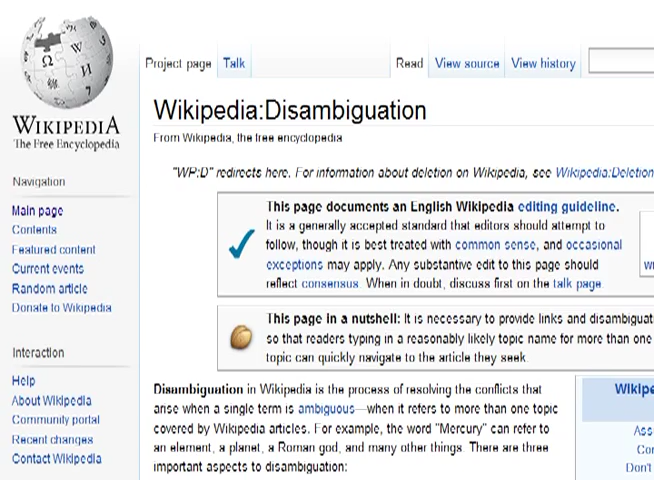 Ω W И
WIKIPEDIA
The Free Encyclopedia
Navigation
Main page
Contents
Featured content
Current events
Random article
Donate to Wikipedia
Interaction
Help
About Wikipedia
Community portal
Recent changes
Contact Wikipedia
Project page Talk Read View source View history
Wikipedia:Disambiguation
From Wikipedia, the free encyclopedia
"WP:D" redirects here. For information about deletion on Wikipedia, see Wikipedia:Deletion
This page documents an English Wikipedia editing guideline.
It is a generally accepted standard that editors should attempt to
follow, though it is best treated with common sense, and occasional
exceptions may apply. Any substantive edit to this page should
reflect consensus. When in doubt, discuss first on the talk page.
This page in a nutshell: It is necessary to provide links and disambiguat
so that readers typing in a reasonably likely topic name for more than one
topic can quickly navigate to the article they seek.
Disambiguation in Wikipedia is the process of resolving the conflicts that
arise when a single term is ambiguous—when it refers to more than one topic
covered by Wikipedia articles. For example, the word "Mercury" can refer to
an element, a planet, a Roman god, and many other things. There are three
important aspects to disambiguation:
Wikipe
Ass
Con
Don't